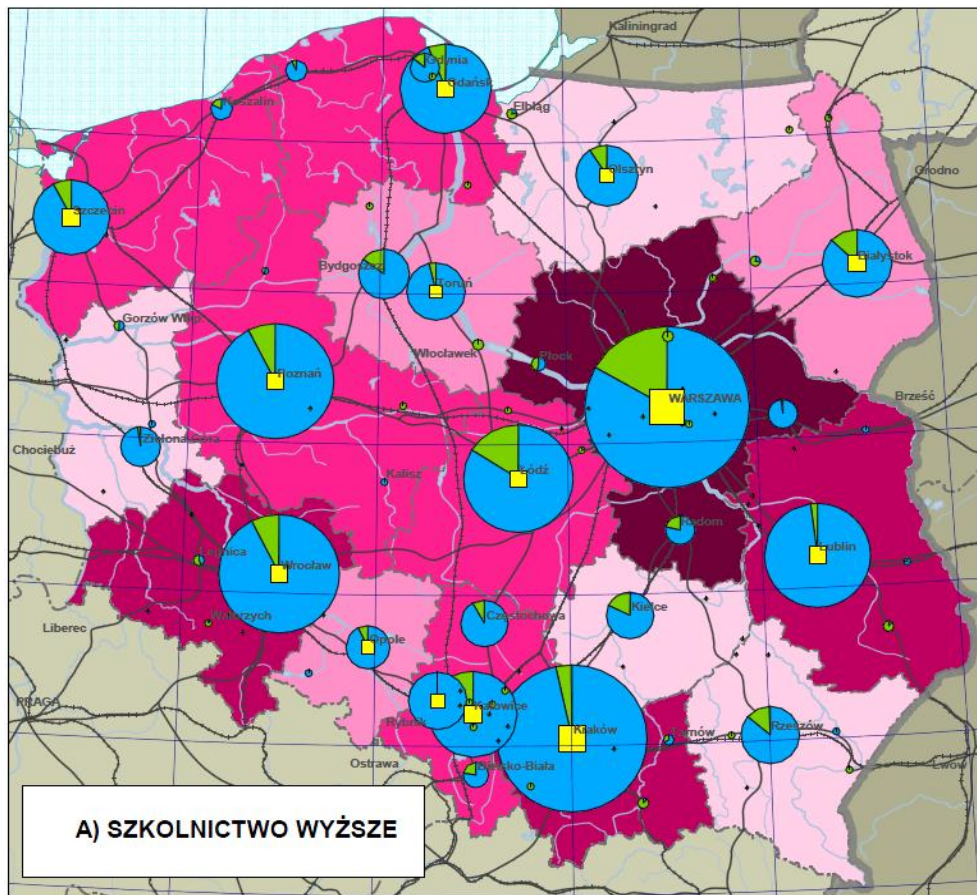 Kaliningrad
Gdynia
Gdańsk
Koszalin
Elbląg
Olsztyn
Grodno
Szczecin
Białystok
Bydgoszcz
Toruń
Gorzów Wlkp.
Włocławek
Płock
Poznań
WARSZAWA
Brześć
Zielona Góra
Chociebuż
Łódź
Kalisz
Radom
Lublin
Legnica
Wrocław
Wałbrzych
Częstochowa
Kielce
Liberec
Opole
PRAGA
Rybnik
Katowice
Kraków
Tarnów
Rzeszów
Ostrawa
Bielsko-Biała
Lwów
A) SZKOLNICTWO WYŻSZE